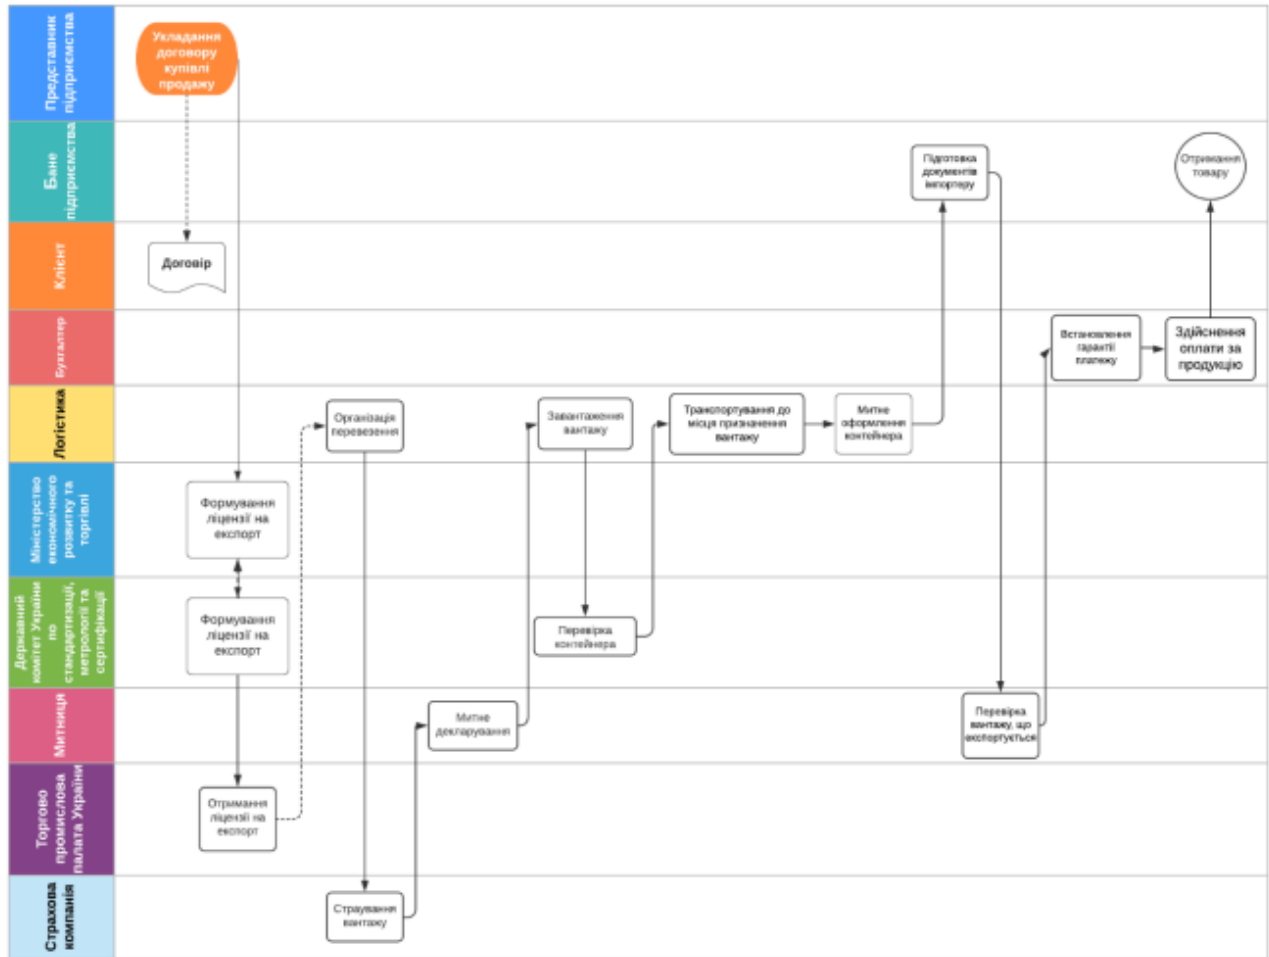 Представник
підприємства
Укладання
договору
купівлі
продажу
Бане
підприємства
Підготовка
документів
імпортеру
Отримання
товару
Клієнт
Договір
Бухгалтер
Встановлення
гарантії
платежу
Здійснення
оплати за
продукцію
Логістика
Організація
перевезення
Завантаження
вантажу
Транспортування до
місця призначення
вантажу
Митне
оформлення
контейнера
Міністерство
економічного
розвитку та
торгівлі
Формування
ліцензії на
експорт
Державний
комітет України
по
стандартизації,
метрології та
сертифікації
Формування
ліцензії на
експорт
Перевірка
контейнера
Митниця
Митне
декларування
Перевірка
вантажу, що
експортується
Торгово
промислова
палата України
Отримання
ліцензії на
експорт
Страхова
компанія
Страування
вантажу